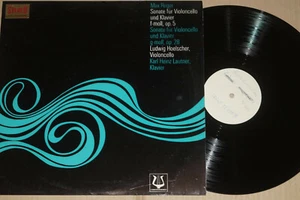 Max Reger
Sonate für Violoncello
und Klavier
f-moll, op. 5
Sonate für Violoncello
und Klavier
g-moll, op. 28
Ludwig Hoelscher,
Violoncello
Karl Heinz Lautner,
Klavier